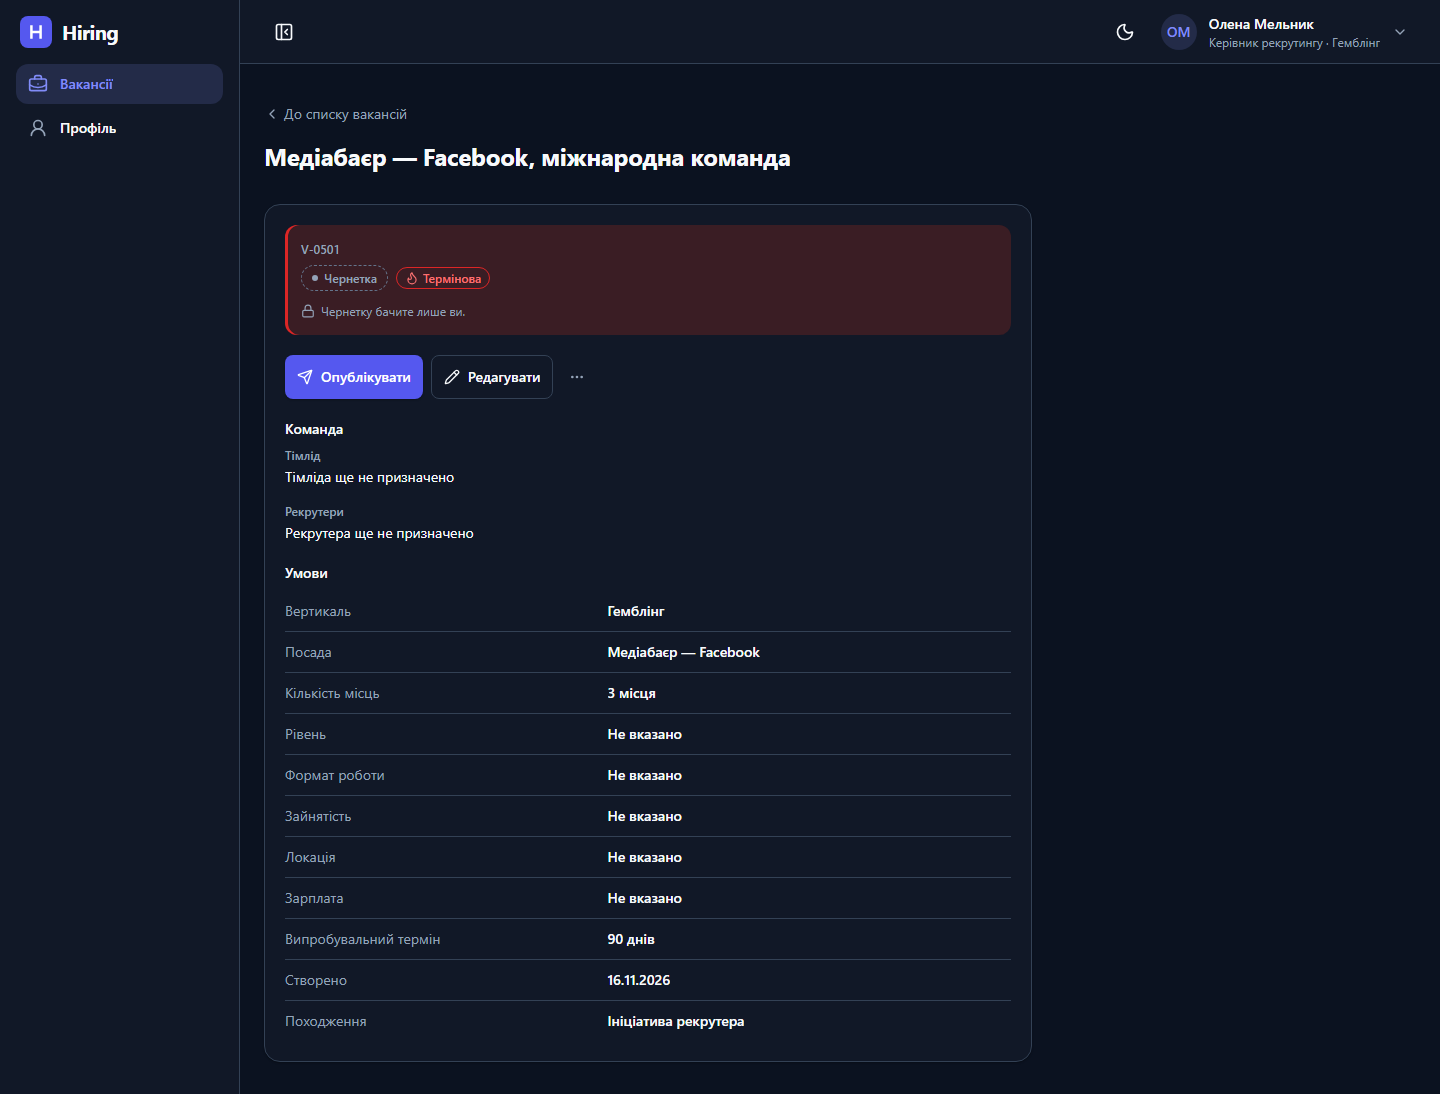 H Hiring
Вакансії
Профіль
ОМ
Олена Мельник
Керівник рекрутингу · Гемблінг
До списку вакансій
Медіабаєр — Facebook, міжнародна команда
V-0501
Чернетка
Термінова
Чернетку бачите лише ви.
Опублікувати
Редагувати
Команда
Тімлід
Тімліда ще не призначено
Рекрутери
Рекрутера ще не призначено
Умови
Вертикаль Гемблінг
Посада Медіабаєр — Facebook
Кількість місць 3 місця
Рівень Не вказано
Формат роботи Не вказано
Зайнятість Не вказано
Локація Не вказано
Зарплата Не вказано
Випробувальний термін 90 днів
Створено 16.11.2026
Походження Ініціатива рекрутера